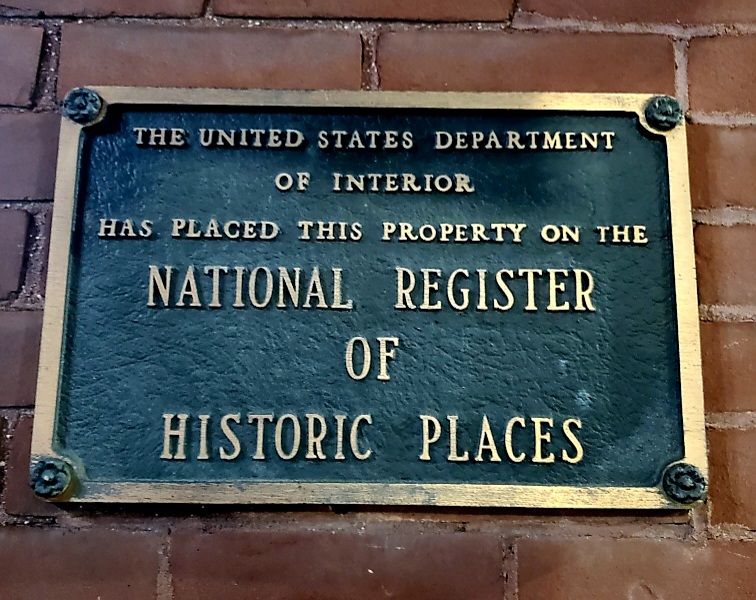 THE UNITED STATES DEPARTMENT
OF INTERIOR
HAS PLACED THIS PROPERTY ON THE
NATIONAL REGISTER
OF
HISTORIC PLACES